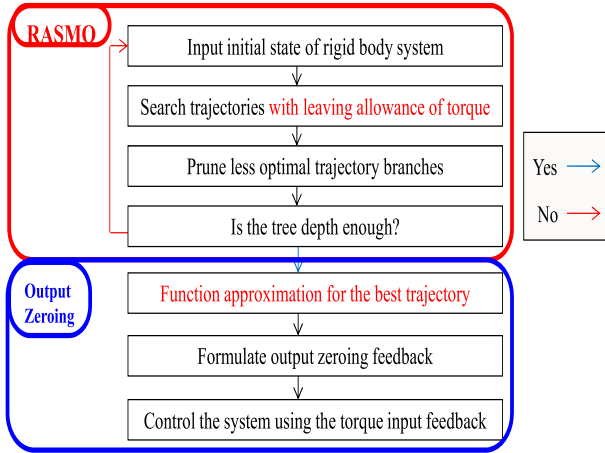 RASMO
Input initial state of rigid body system
Search trajectories with leaving allowance of torque
Prune less optimal trajectory branches
Is the tree depth enough?
Yes
No
Output
Zeroing
Function approximation for the best trajectory
Formulate output zeroing feedback
Control the system using the torque input feedback